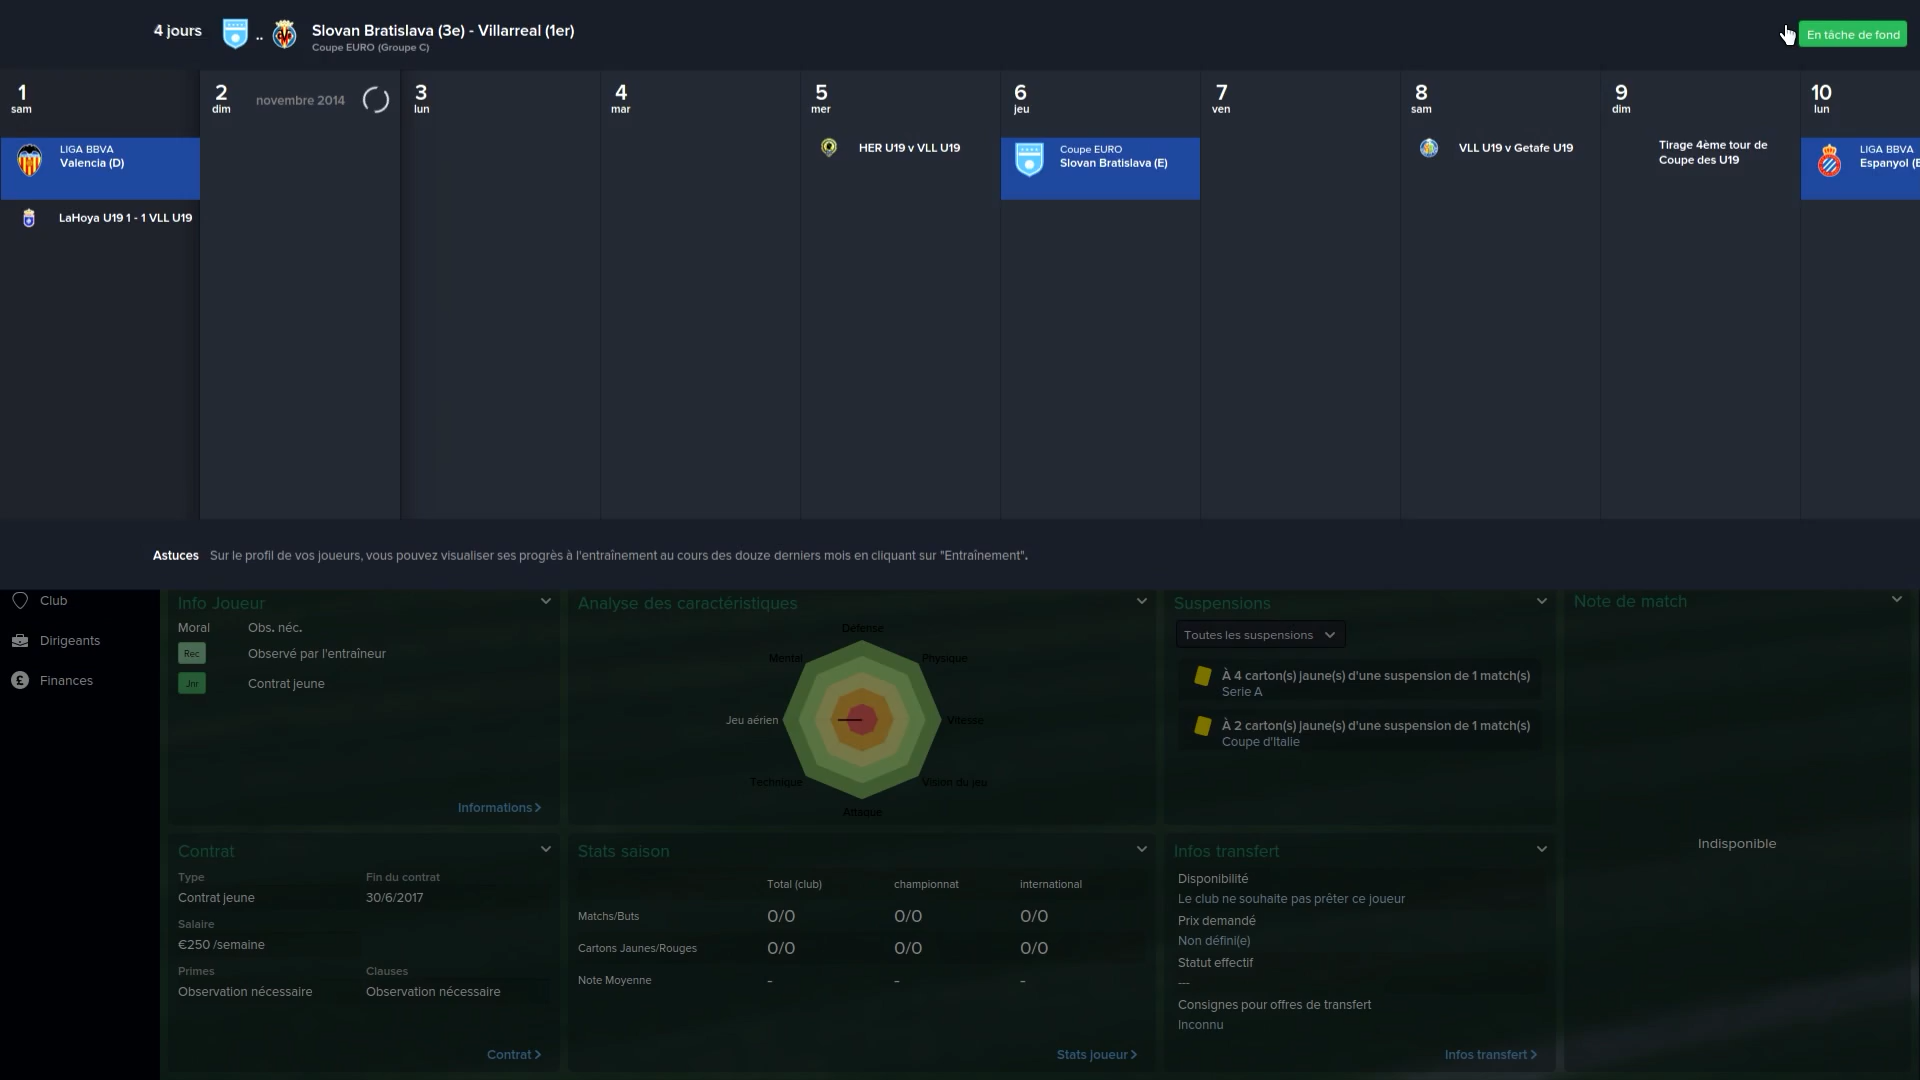 4 jours
..
Slovan Bratislava (3e) - Villarreal (1er)
Coupe EURO (Groupe C)
En tâche de fond
1
sam
2
dim
novembre 2014
3
lun
4
mar
5
mer
6
jeu
7
ven
8
sam
9
dim
10
lun
LIGA BBVA
Valencia (D)
LaHoya U19 1 - 1 VLL U19
HER U19 v VLL U19
Coupe EURO
Slovan Bratislava (E)
VLL U19 v Getafe U19
Tirage 4ème tour de
Coupe des U19
LIGA BBVA
Espanyol (E
Astuces Sur le profil de vos joueurs, vous pouvez visualiser ses progrès à l'entraînement au cours des douze derniers mois en cliquant sur "Entraînement".
Club
Dirigeants
Finances
Info Joueur
Moral Obs. néc.
Rec Observé par l'entraîneur
Jnr Contrat jeune
Informations
Analyse des caractéristiques
Défense
Mental
Physique
Jeu aérien
Vitesse
Technique
Vision du jeu
Attaque
Suspensions
Toutes les suspensions
À 4 carton(s) jaune(s) d'une suspension de 1 match(s)
Serie A
À 2 carton(s) jaune(s) d'une suspension de 1 match(s)
Coupe d'Italie
Note de match
Indisponible
Contrat
Type Fin du contrat
Contrat jeune 30/6/2017
Salaire
€250 /semaine
Primes Clauses
Observation nécessaire Observation nécessaire
Contrat
Stats saison
Total (club) championnat international
Matchs/Buts 0/0 0/0 0/0
Cartons Jaunes/Rouges 0/0 0/0 0/0
Note Moyenne - - -
Stats joueur
Infos transfert
Disponibilité
Le club ne souhaite pas prêter ce joueur
Prix demandé
Non défini(e)
Statut effectif
---
Consignes pour offres de transfert
Inconnu
Infos transfert